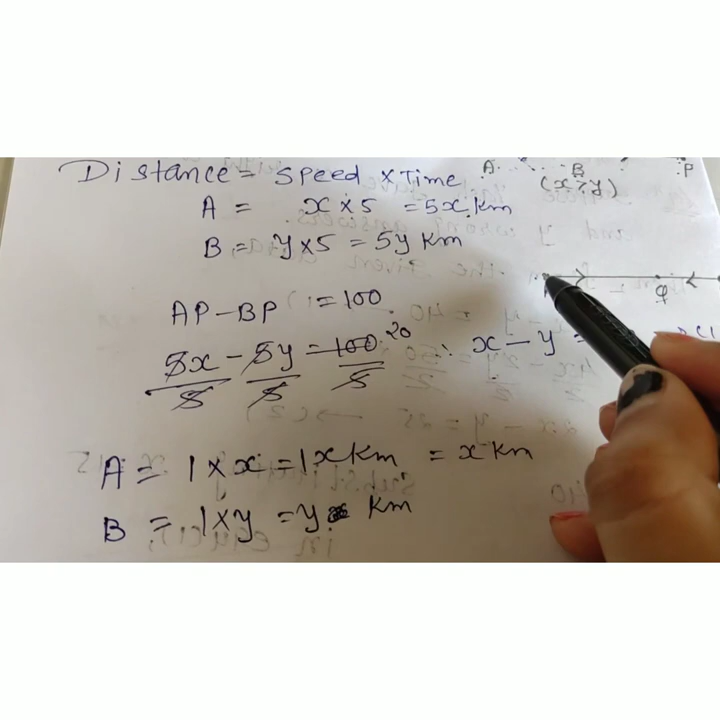 A B P
Distance = Speed × Time (x>y)
A = x × 5 = 5x km
B = y × 5 = 5y km
φ
AP - BP = 100
5x/5 - 5y/5 = 100/5 20 ∴ x - y =
A = 1 × x = 1x km = x km
B = 1 × y = y km